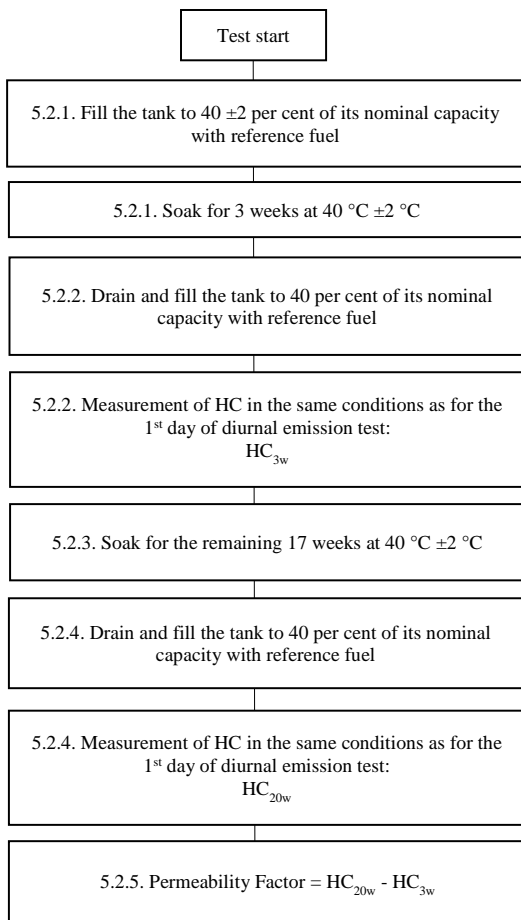 Test start
5.2.1. Fill the tank to 40 ±2 per cent of its nominal capacity
with reference fuel
5.2.1. Soak for 3 weeks at 40 °C ±2 °C
5.2.2. Drain and fill the tank to 40 per cent of its nominal
capacity with reference fuel
5.2.2. Measurement of HC in the same conditions as for the
1st day of diurnal emission test:
HC3w
5.2.3. Soak for the remaining 17 weeks at 40 °C ±2 °C
5.2.4. Drain and fill the tank to 40 per cent of its nominal
capacity with reference fuel
5.2.4. Measurement of HC in the same conditions as for the
1st day of diurnal emission test:
HC20w
5.2.5. Permeability Factor = HC20w - HC3w